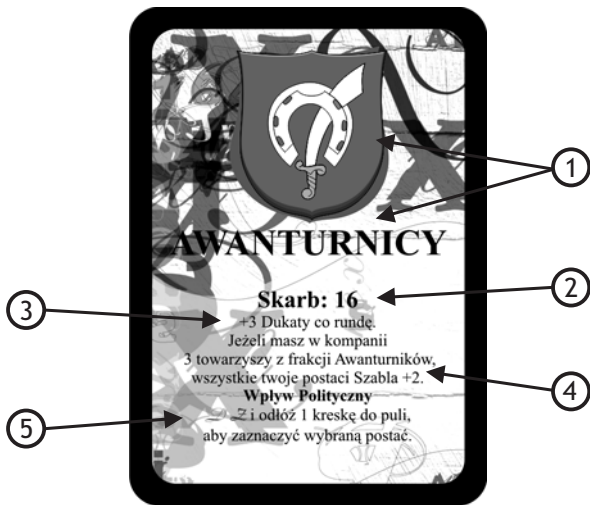 AWANTURNICY
Skarb: 16
+3 Dukaty co rundę.
Jeżeli masz w kompanii
3 towarzyszy z frakcji Awanturników,
wszystkie twoje postaci Szabla +2.
Wpływ Polityczny
i odłóż 1 kreskę do puli,
aby zaznaczyć wybraną postać.
1
2
3
4
5